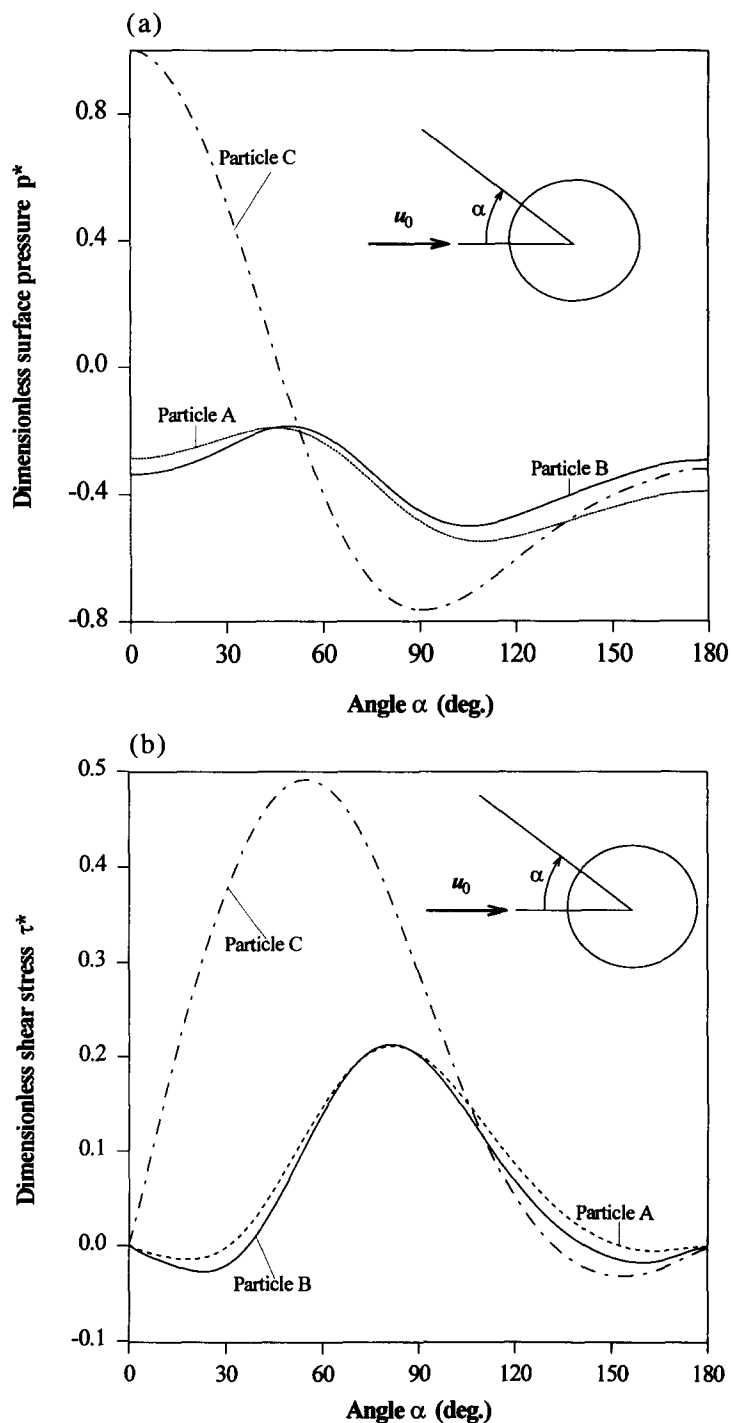 (a)
Dimensionless surface pressure p*
0.8
0.4
0.0
-0.4
-0.8
Particle C
α
u₀
Particle A
Particle B
0 30 60 90 120 150 180
Angle α (deg.)
(b)
Dimensionless shear stress τ*
0.5
0.4
0.3
0.2
0.1
0.0
-0.1
α
u₀
Particle C
Particle A
Particle B
0 30 60 90 120 150 180
Angle α (deg.)